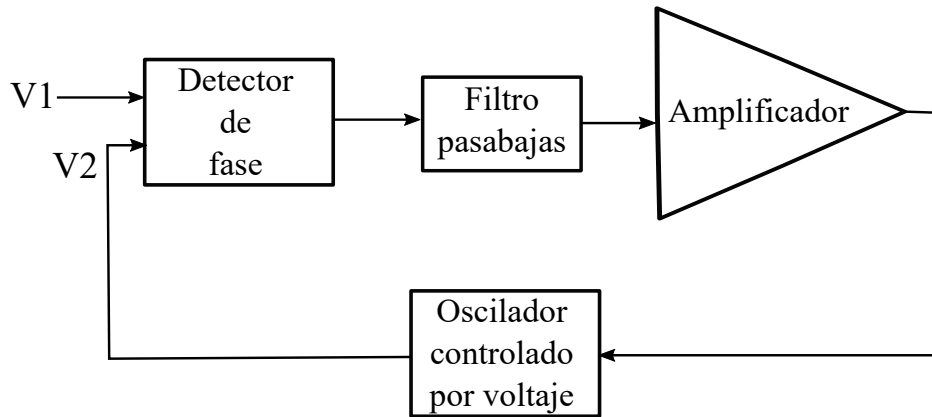 V1
Detector
de
fase
Filtro
pasabajas
Amplificador
V2
Oscilador
controlado
por voltaje